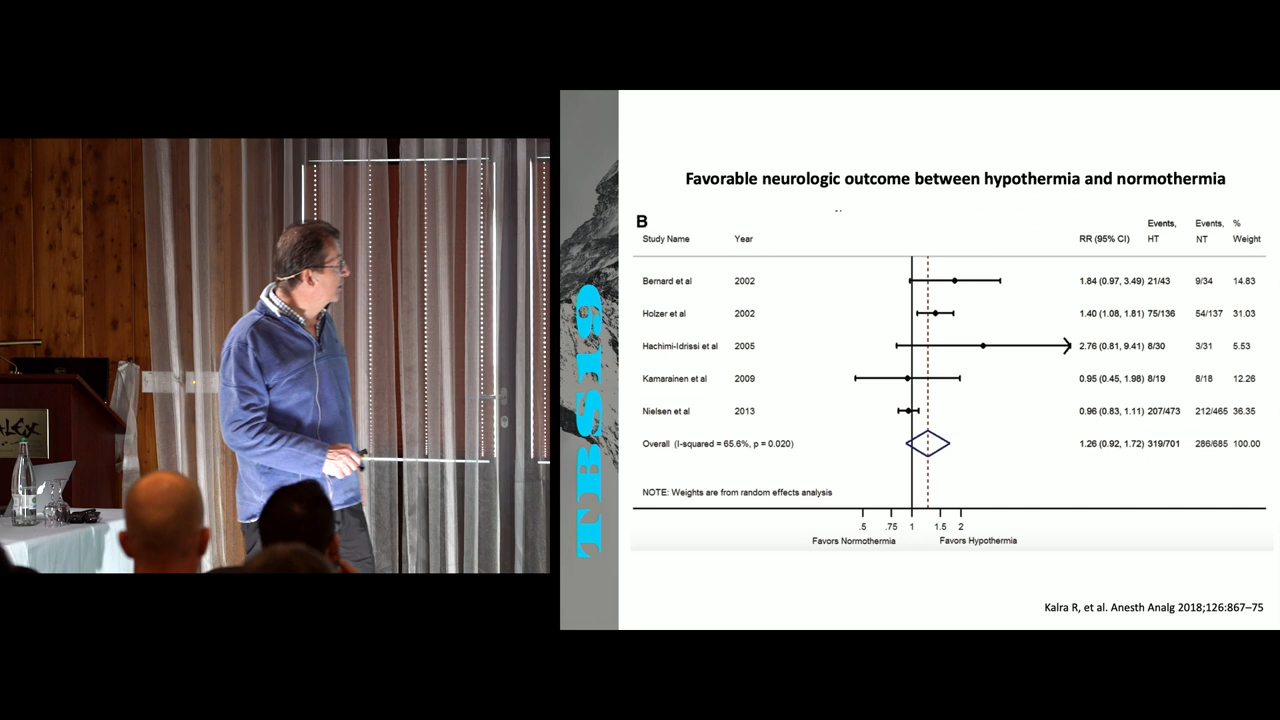 ALEX
TBS19
Favorable neurologic outcome between hypothermia and normothermia
B
Study Name Year RR (95% CI) Events, HT Events, NT % Weight
Bernard et al 2002 1.84 (0.97, 3.49) 21/43 9/34 14.83
Holzer et al 2002 1.40 (1.08, 1.81) 75/136 54/137 31.03
Hachimi-Idrissi et al 2005 2.76 (0.81, 9.41) 8/30 3/31 5.53
Kamarainen et al 2009 0.95 (0.45, 1.98) 8/19 8/18 12.26
Nielsen et al 2013 0.96 (0.83, 1.11) 207/473 212/465 36.35
Overall (I-squared = 65.6%, p = 0.020) 1.26 (0.92, 1.72) 319/701 286/685 100.00
NOTE: Weights are from random effects analysis
.5 .75 1 1.5 2
Favors Normothermia Favors Hypothermia
Kalra R, et al. Anesth Analg 2018;126:867–75